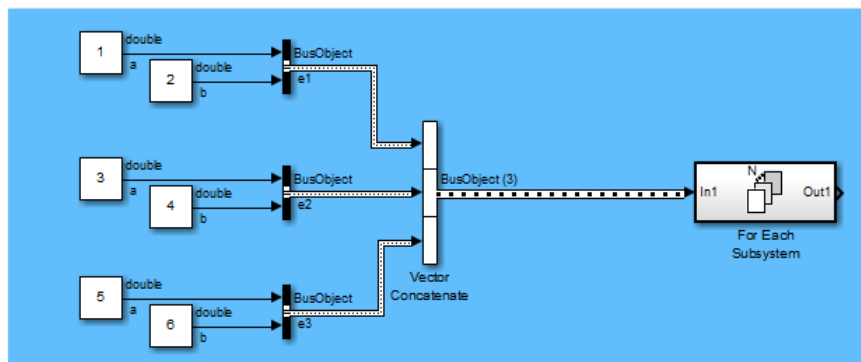 1
double
a
2
double
b
BusObject
e1
3
double
a
4
double
b
BusObject
e2
5
double
a
6
double
b
BusObject
e3
BusObject (3)
Vector
Concatenate
In1
N
Out1
For Each
Subsystem